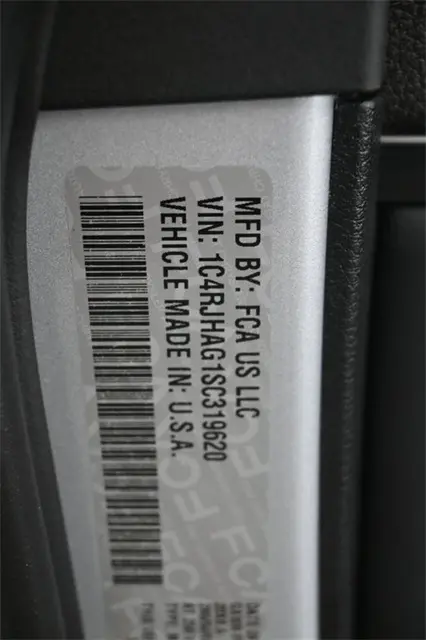 MFD BY: FCA US LLC
VIN: 1C4RJHAG1SC319620
VEHICLE MADE IN: U.S.A.